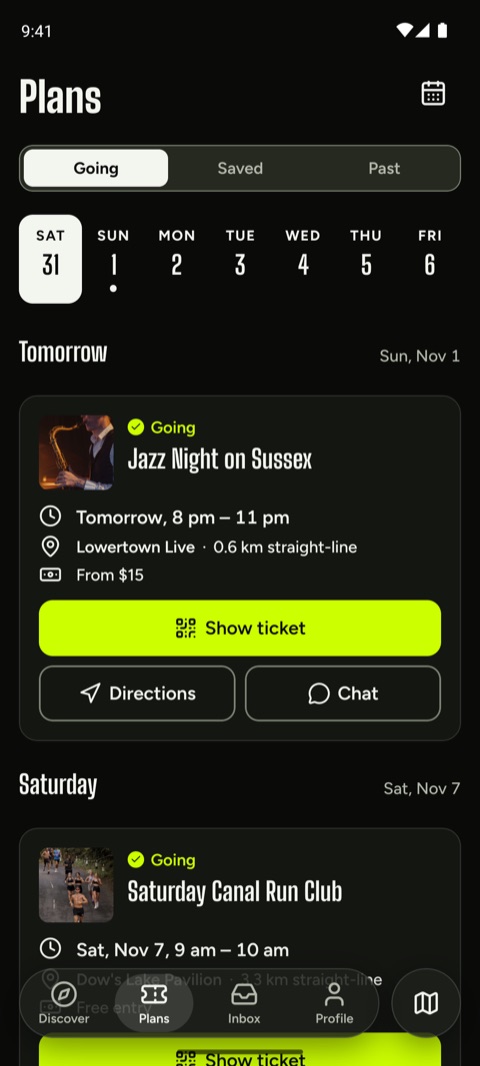 9:41
Plans
Going Saved Past
SAT SUN MON TUE WED THU FRI
31 1 2 3 4 5 6
Tomorrow Sun, Nov 1
Going
Jazz Night on Sussex
Tomorrow, 8 pm – 11 pm
Lowertown Live · 0.6 km straight-line
From $15
Show ticket
Directions Chat
Saturday Sat, Nov 7
Going
Saturday Canal Run Club
Sat, Nov 7, 9 am – 10 am
Dow's Lake Pavilion · 3.3 km straight-line
Free entry
Discover Plans Inbox Profile
Show ticket